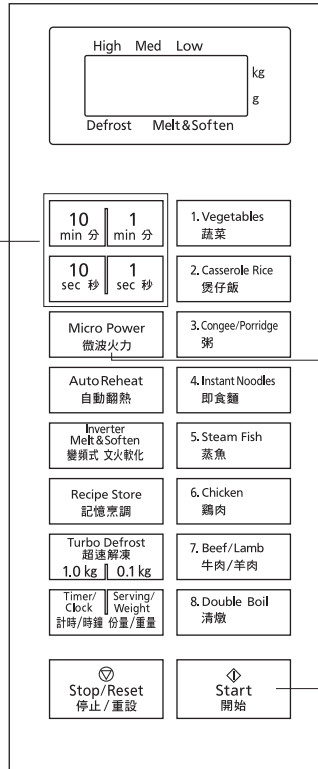 High Med Low
kg
g
Defrost Melt&Soften
10 1
min 分 min 分
10 1
sec 秒 sec 秒
Micro Power
微波火力
Auto Reheat
自動翻熱
Inverter
Melt&Soften
變頻式 文火軟化
Recipe Store
記憶烹調
Turbo Defrost
超速解凍
1.0 kg 0.1 kg
Timer/ Serving/
Clock Weight
計時/時鐘 份量/重量
Stop/Reset
停止/重設
1. Vegetables
蔬菜
2. Casserole Rice
煲仔飯
3. Congee/Porridge
粥
4. Instant Noodles
即食麵
5. Steam Fish
蒸魚
6. Chicken
鷄肉
7. Beef/Lamb
牛肉/羊肉
8. Double Boil
清燉
Start
開始